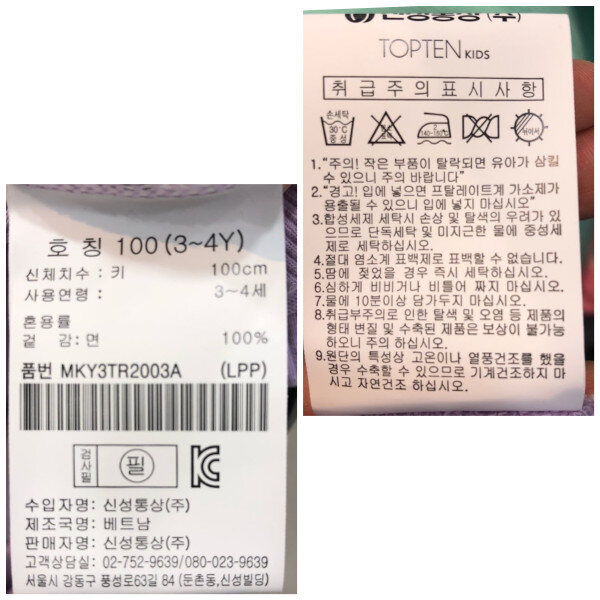 호 칭 100 (3~4Y)
신체치수 : 키 100cm
사용연령 : 3~4세
혼용률
겉 감 : 면 100%
품번 MKY3TR2003A (LPP)
검사필 필
수입자명: 신성통상(주)
제조국명: 베트남
판매자명: 신성통상(주)
고객상담실: 02-752-9639/080-023-9639
서울시 강동구 풍성로63길 84 (둔촌동,신성빌딩)
신성통상 (주)
TOPTEN KIDS
취급주의표시사항
손세탁
30℃
중성
2
140~160℃
뉘어서
1."주의! 작은 부품이 탈락되면 유아가 삼킬
수 있으니 주의 바랍니다"
2."경고! 입에 넣으면 프탈레이트계 가소제가
용출될 수 있으니 입에 넣지 마십시오"
3.합성세제 세탁시 손상 및 탈색의 우려가 있
으므로 단독세탁 및 미지근한 물에 중성세
제로 세탁하십시오.
4.절대 염소계 표백제로 표백할 수 없습니다.
5.땀에 젖었을 경우 즉시 세탁하십시오.
6.심하게 비비거나 비틀어 짜지 마십시오.
7.물에 10분이상 담가두지 마십시오.
8.취급부주의로 인한 탈색 및 오염 등 제품의
형태 변질 및 수축된 제품은 보상이 불가능
하오니 주의 하여 주십시오.
9.원단의 특성상 고온이나 열풍건조를 했을
경우 수축할 수 있으므로 기계건조하지 마
시고 자연건조 하십시오.